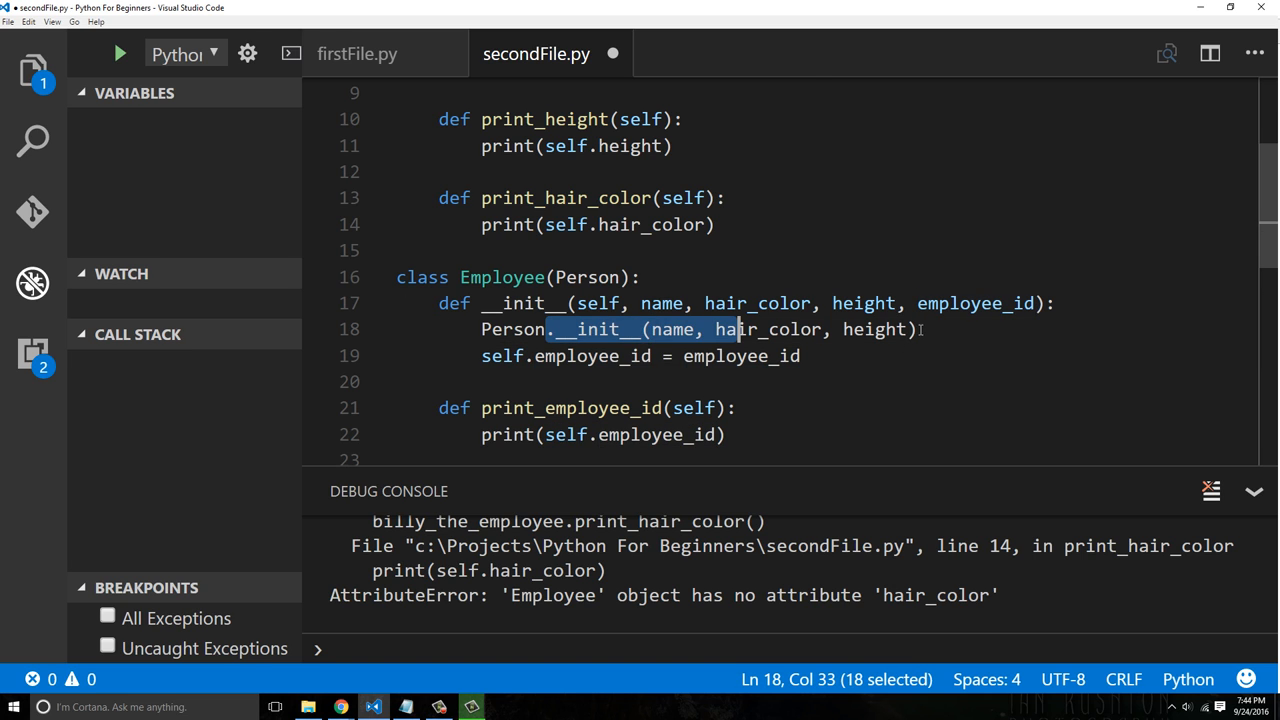 ● secondFile.py - Python For Beginners - Visual Studio Code
File Edit View Go Help
Pythor
firstFile.py
secondFile.py
1
VARIABLES
WATCH
CALL STACK
2
BREAKPOINTS
All Exceptions
Uncaught Exceptions
9
10 def print_height(self):
11 print(self.height)
12
13 def print_hair_color(self):
14 print(self.hair_color)
15
16 class Employee(Person):
17 def __init__(self, name, hair_color, height, employee_id):
18 Person.__init__(name, hair_color, height)
19 self.employee_id = employee_id
20
21 def print_employee_id(self):
22 print(self.employee_id)
23
DEBUG CONSOLE
billy_the_employee.print_hair_color()
File "c:\Projects\Python For Beginners\secondFile.py", line 14, in print_hair_color
print(self.hair_color)
AttributeError: 'Employee' object has no attribute 'hair_color'
0 0
Ln 18, Col 33 (18 selected) Spaces: 4 UTF-8 CRLF Python
I'm Cortana. Ask me anything.
7:44 PM
9/24/2016